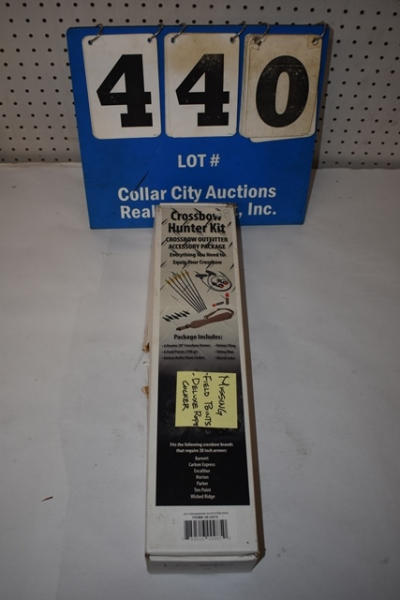 440
LOT #
Collar City Auctions
Inc.
Crossbow
Hunter Kit
CROSSBOW OUTFITTER
ACCESSORY PACKAGE
Everything You Need to
Equip Your Crossbow
Package Includes:
MISSING
-FIELD POINTS
-DELUXE ROPE
COCKER
Fits the following crossbow brands
that require 20 inch arrows:
Barnett
Carbon Express
Excalibur
Horton
Parker
Ten Point
Wicked Ridge